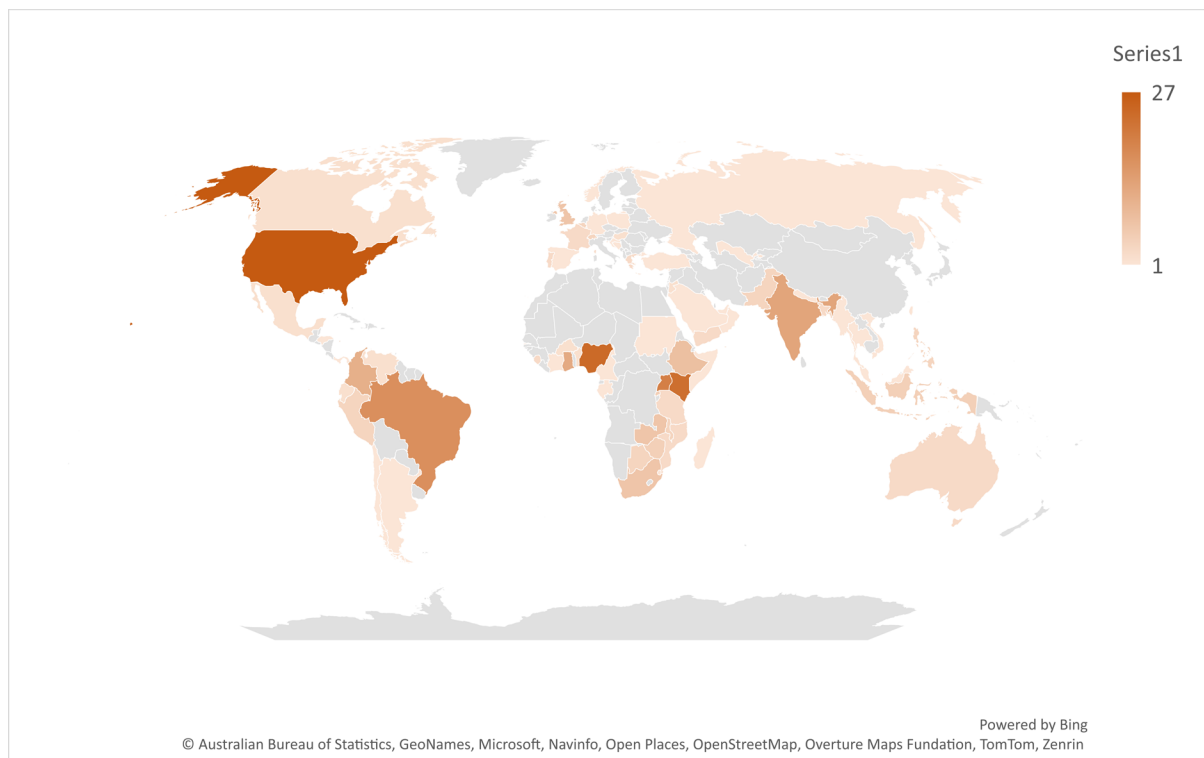 Series1
27
1
Powered by Bing
© Australian Bureau of Statistics, GeoNames, Microsoft, Navinfo, Open Places, OpenStreetMap, Overture Maps Fundation, TomTom, Zenrin